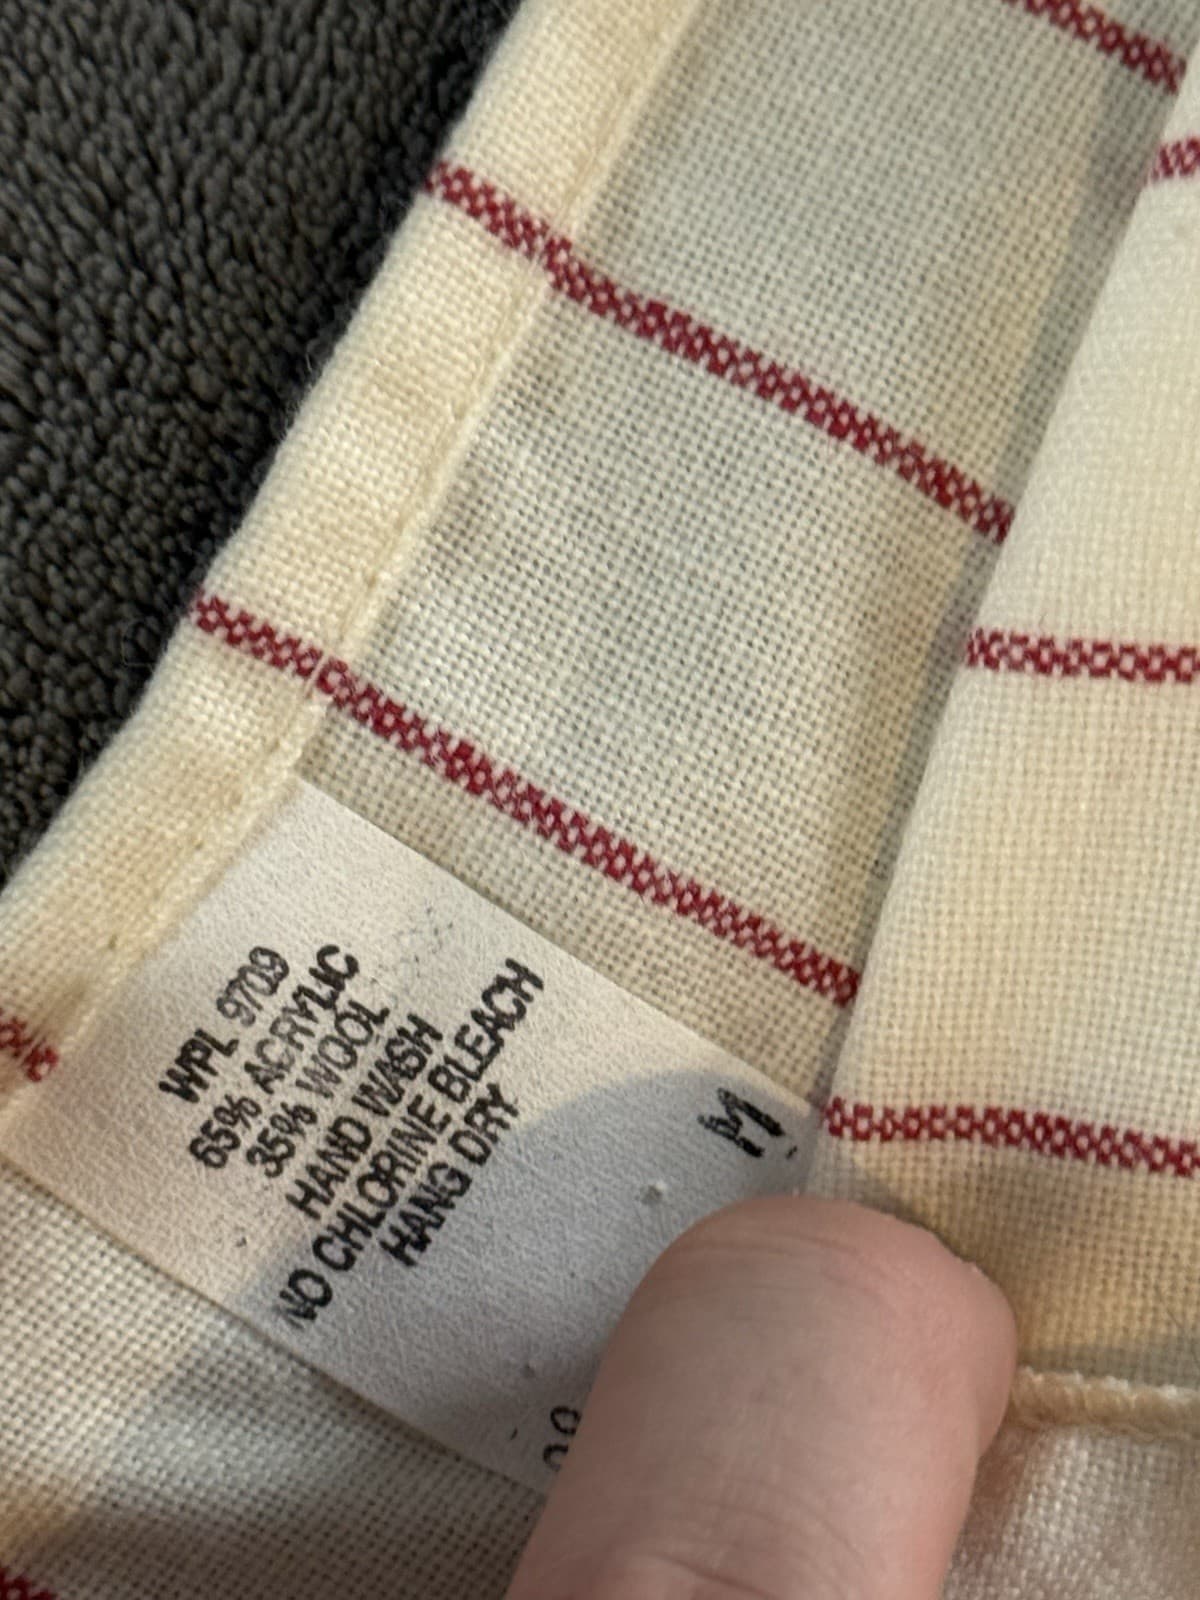 WPL 9709
65% ACRYLIC
35% WOOL
HAND WASH
NO CHLORINE BLEACH
HANG DRY
M